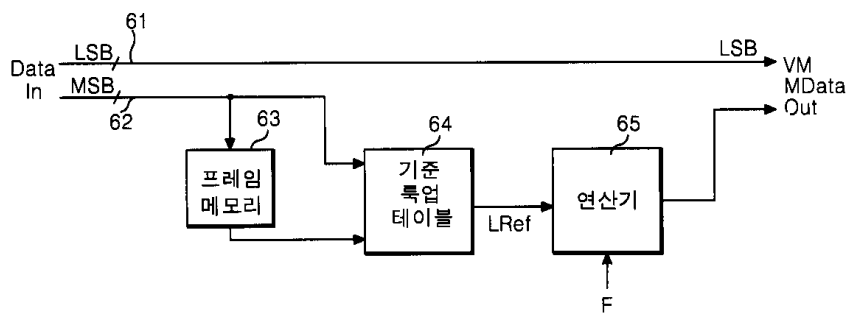 61
LSB
LSB
Data
In
VM
MData
Out
MSB
62
63
64
65
프레임
메모리
기준
룩업
테이블
LRef
연산기
F